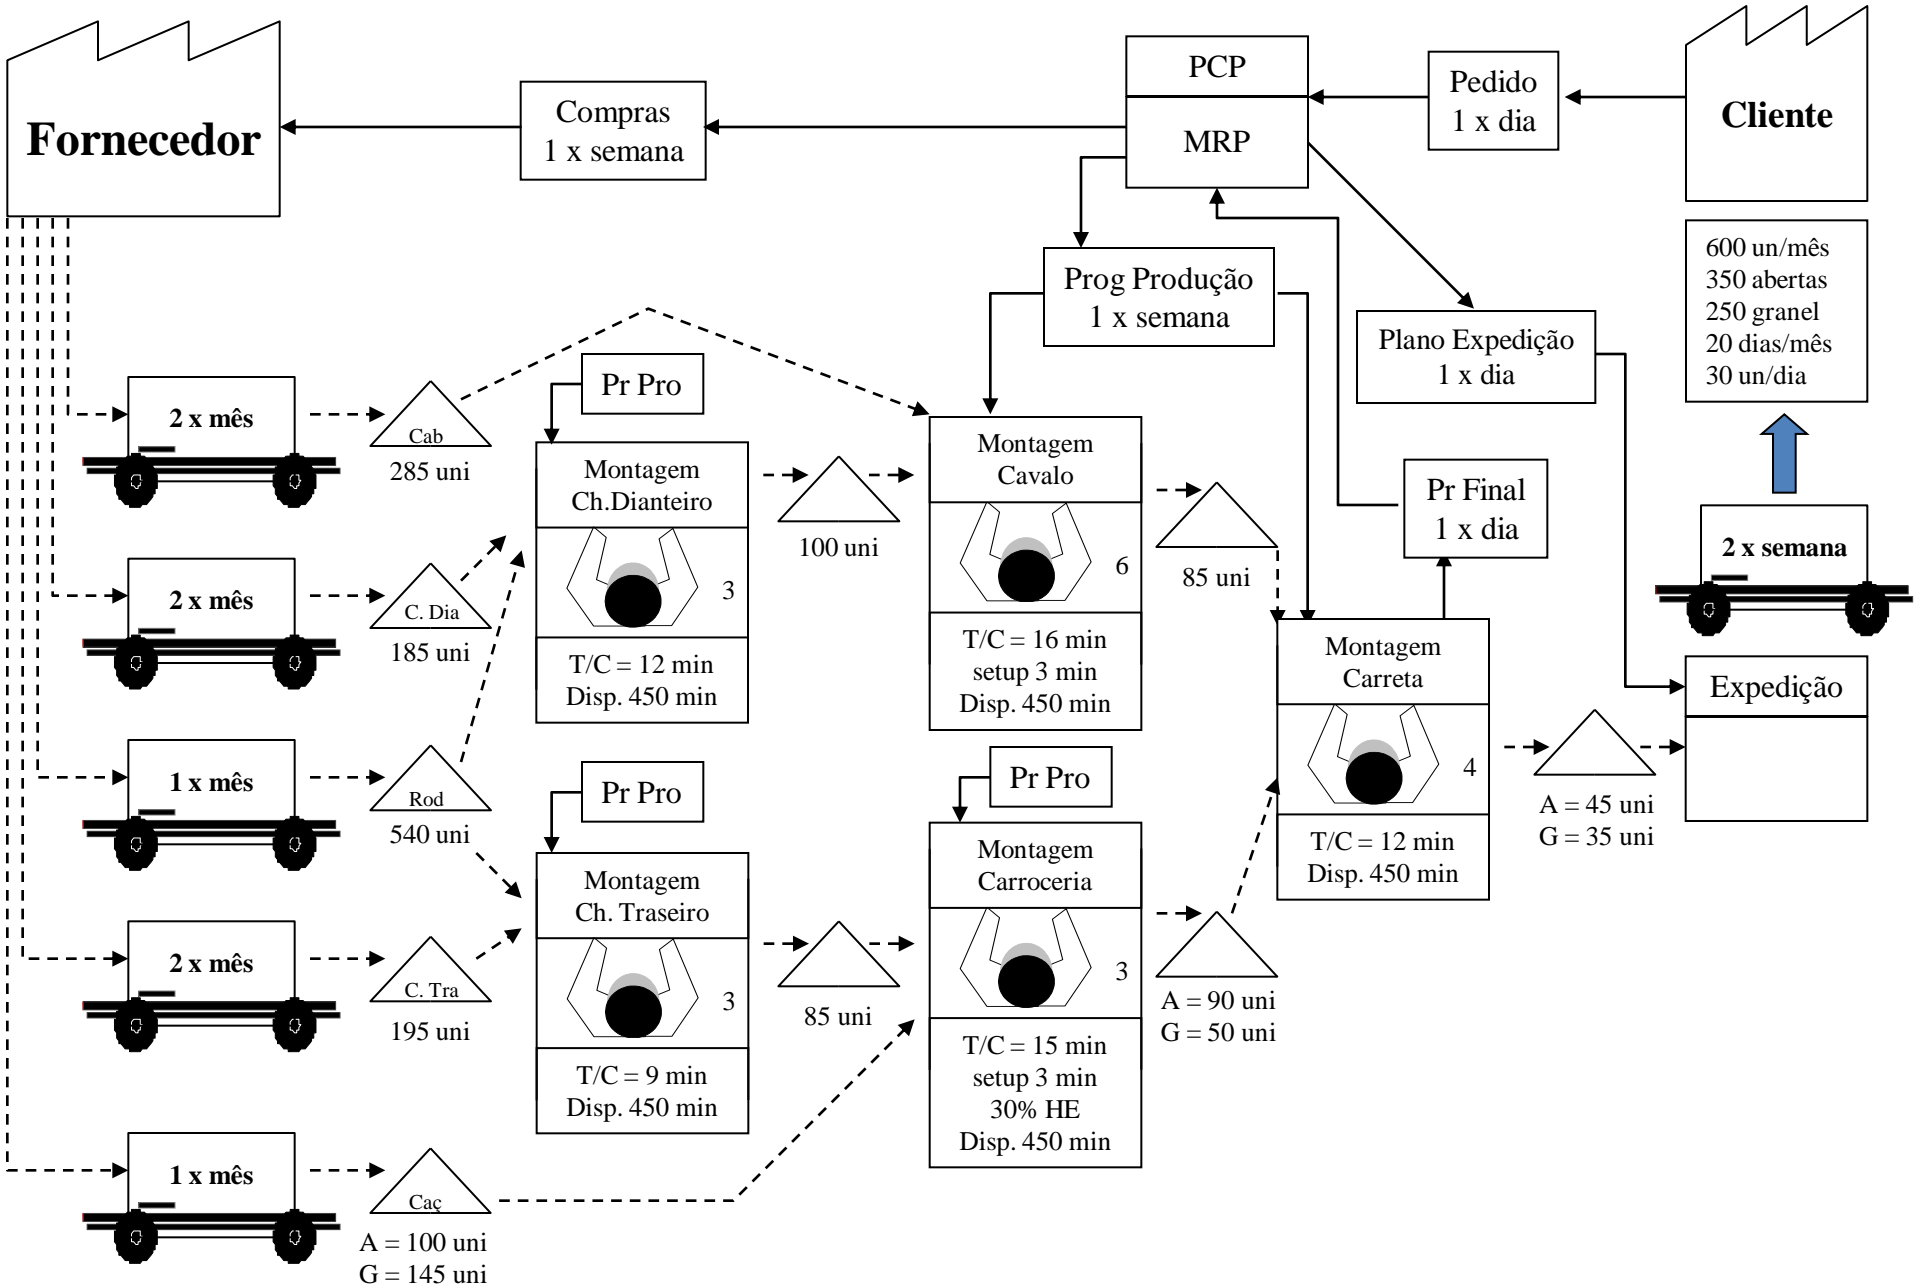 Fornecedor
Compras
1 x semana
PCP
MRP
Pedido
1 x dia
Cliente
600 un/mês
350 abertas
250 granel
20 dias/mês
30 un/dia
Prog Produção
1 x semana
Plano Expedição
1 x dia
2 x mês
Cab
285 uni
Pr Pro
Montagem
Ch.Dianteiro
3
T/C = 12 min
Disp. 450 min
100 uni
Montagem
Cavalo
6
T/C = 16 min
setup 3 min
Disp. 450 min
85 uni
Pr Final
1 x dia
2 x semana
2 x mês
C. Dia
185 uni
Montagem
Carreta
4
T/C = 12 min
Disp. 450 min
Expedição
A = 45 uni
G = 35 uni
1 x mês
Rod
540 uni
Pr Pro
Montagem
Ch. Traseiro
3
T/C = 9 min
Disp. 450 min
85 uni
Pr Pro
Montagem
Carroceria
3
T/C = 15 min
setup 3 min
30% HE
Disp. 450 min
A = 90 uni
G = 50 uni
2 x mês
C. Tra
195 uni
1 x mês
Caç
A = 100 uni
G = 145 uni